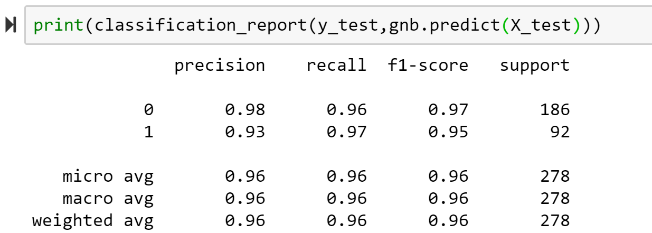 print(classification_report(y_test,gnb.predict(X_test)))
precision recall f1-score support
0 0.98 0.96 0.97 186
1 0.93 0.97 0.95 92
micro avg 0.96 0.96 0.96 278
macro avg 0.96 0.96 0.96 278
weighted avg 0.96 0.96 0.96 278